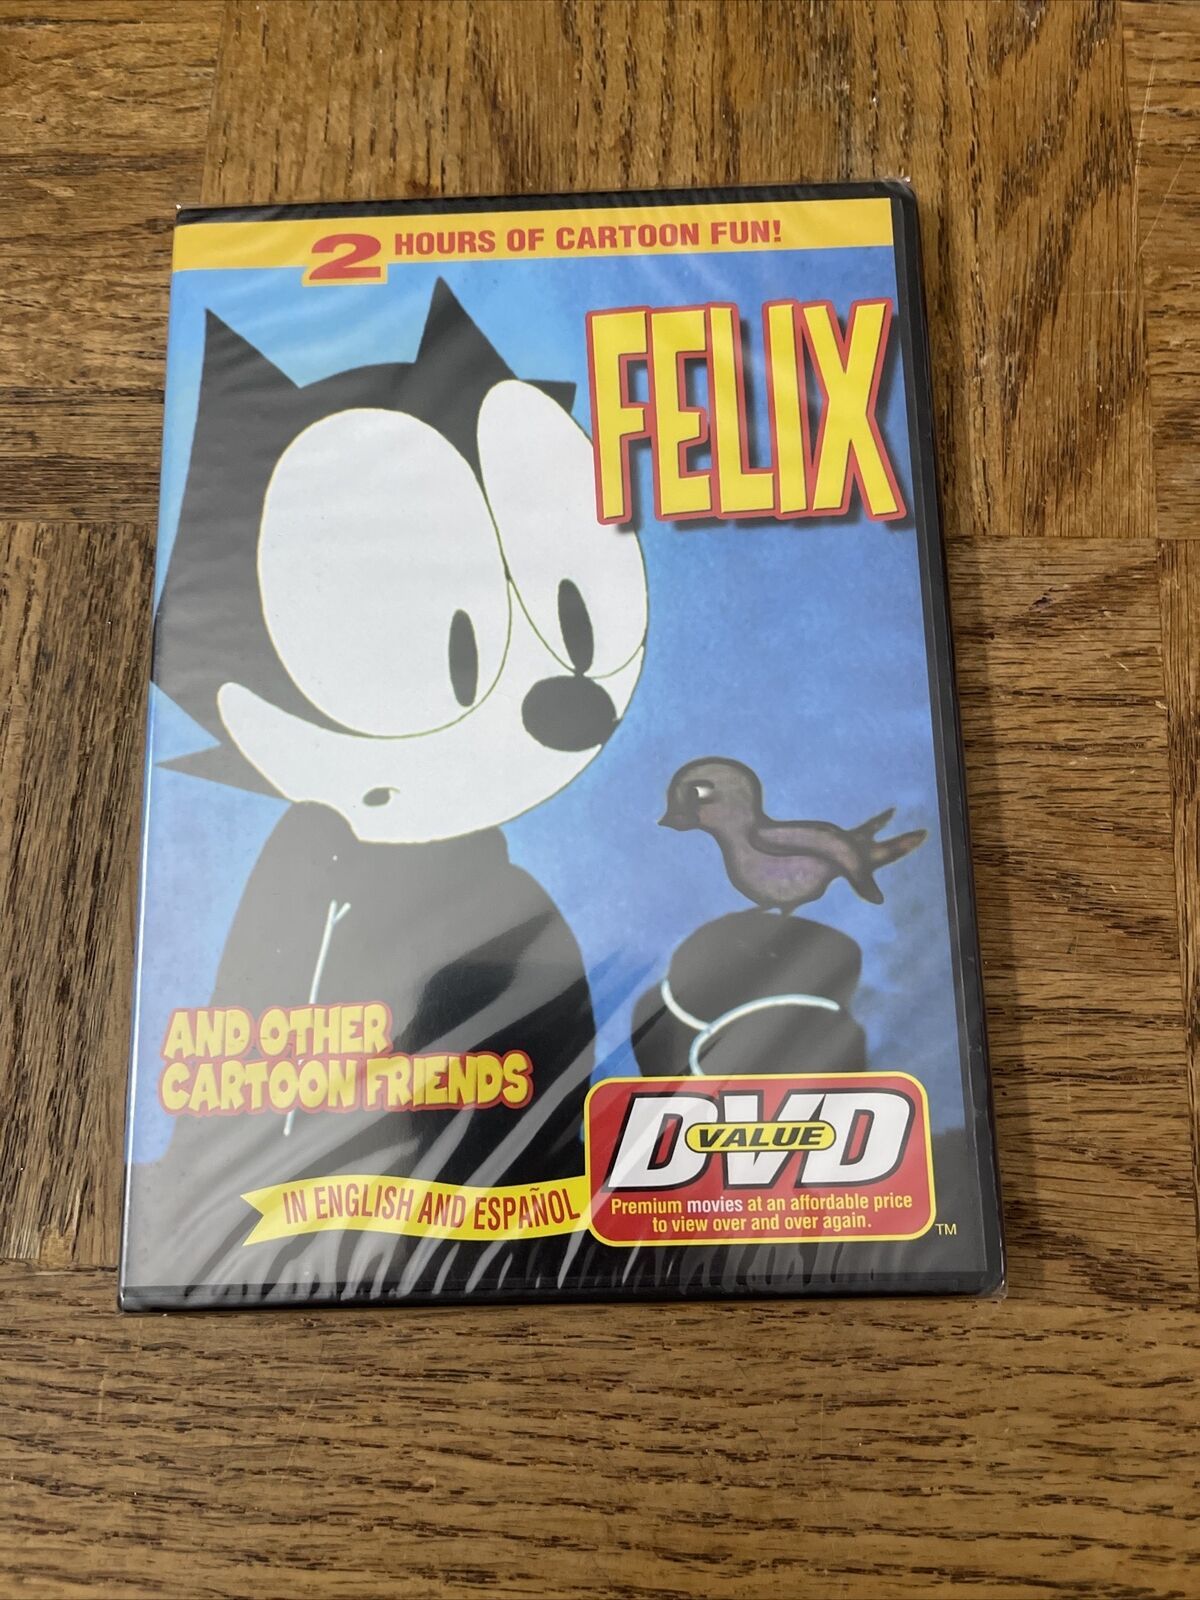 2 HOURS OF CARTOON FUN!
FELIX
AND OTHER
CARTOON FRIENDS
IN ENGLISH AND ESPAÑOL
DVD
VALUE
Premium movies at an affordable price
to view over and over again.
TM